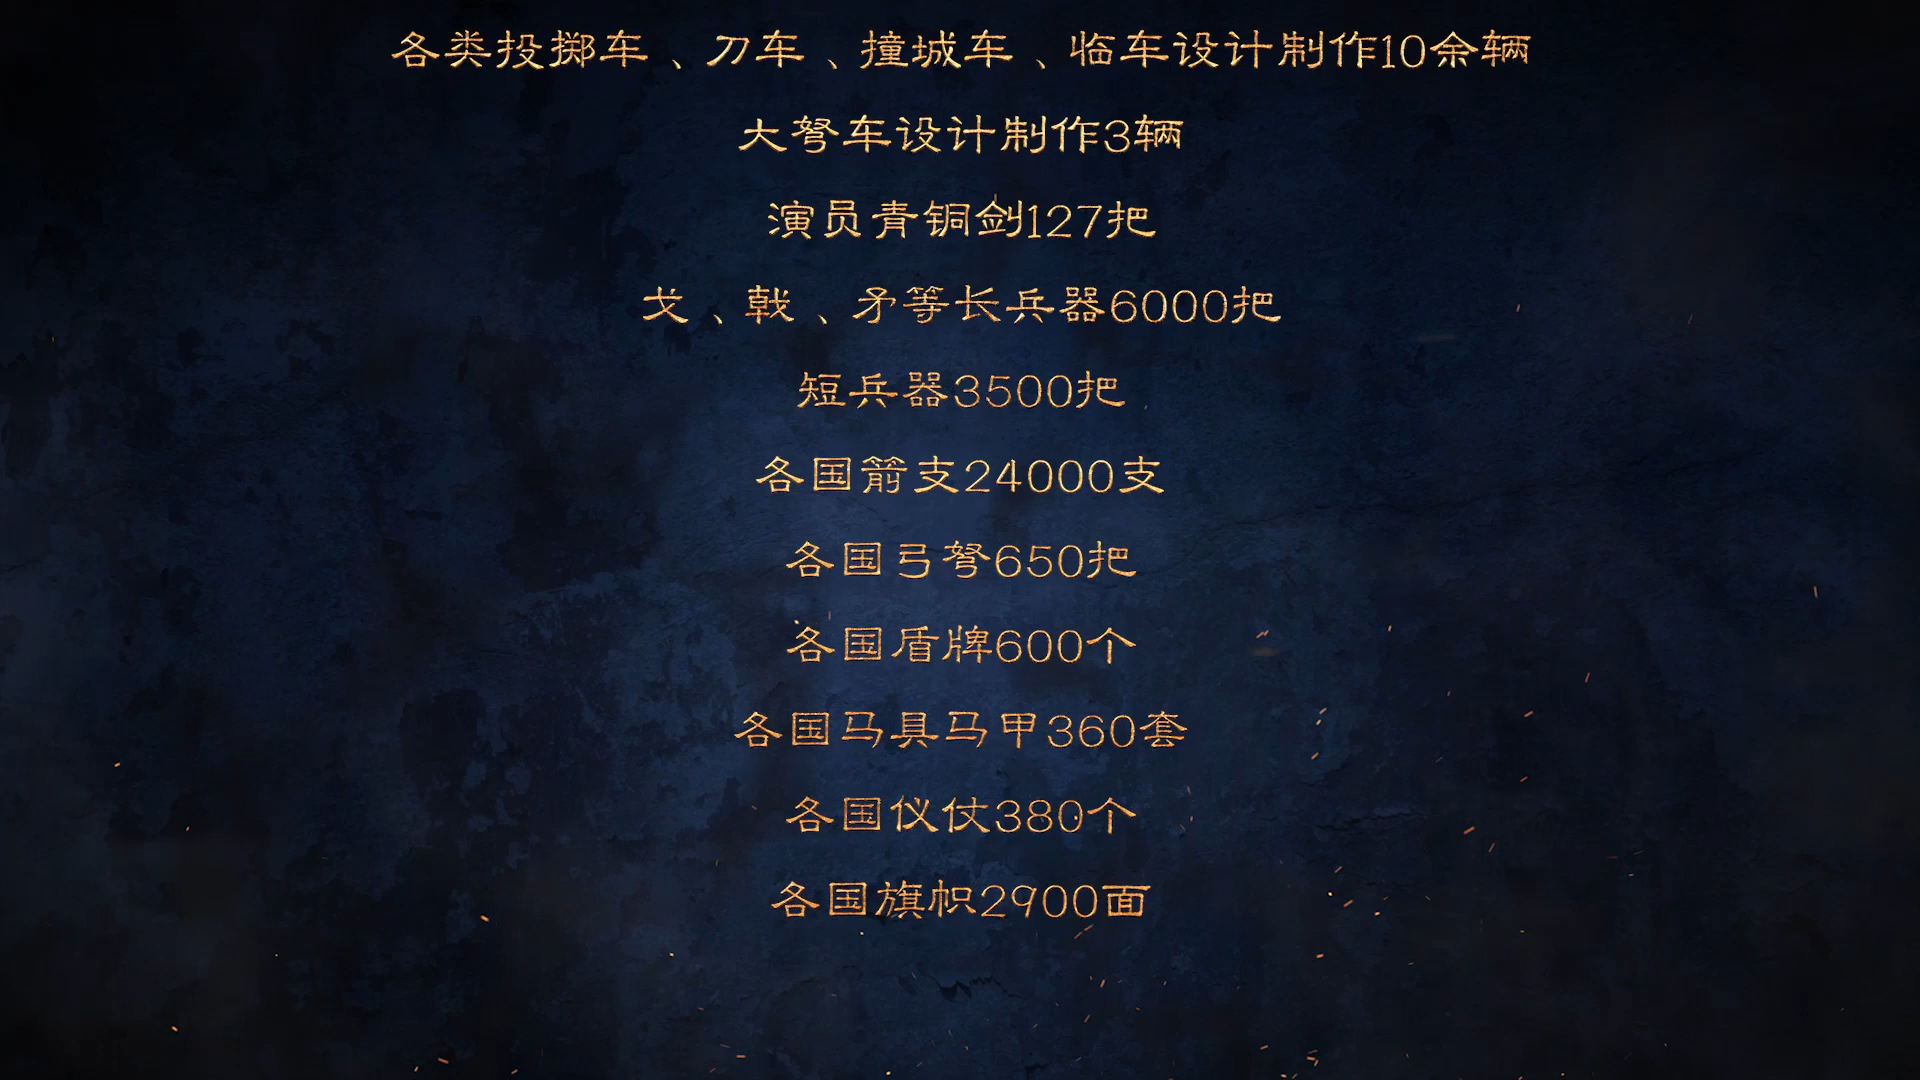 各类投掷车、刀车、撞城车、临车设计制作10余辆
大弩车设计制作3辆
演员青铜剑127把
戈、戟、矛等长兵器6000把
短兵器3500把
各国箭支24000支
各国弓弩650把
各国盾牌600个
各国马具马甲360套
各国仪仗380个
各国旗帜2900面